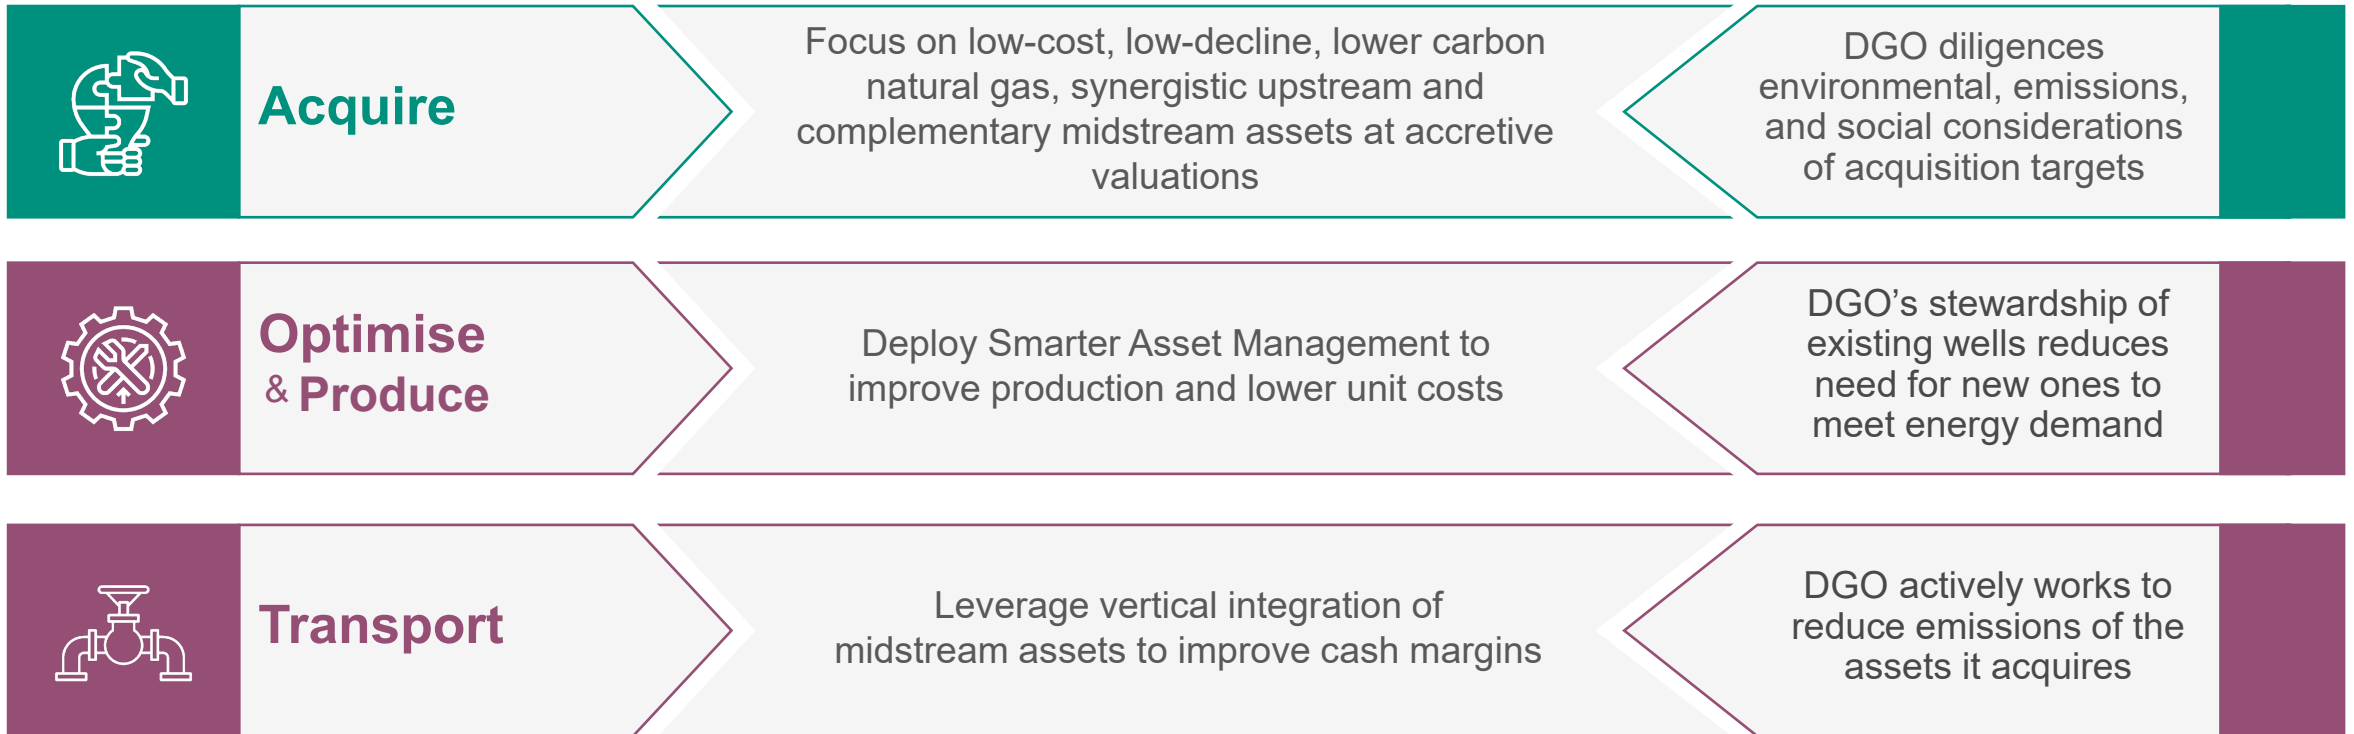 Acquire
Focus on low-cost, low-decline, lower carbon
natural gas, synergistic upstream and
complementary midstream assets at accretive
valuations
DGO diligences
environmental, emissions,
and social considerations
of acquisition targets
Optimise
& Produce
Deploy Smarter Asset Management to
improve production and lower unit costs
DGO’s stewardship of
existing wells reduces
need for new ones to
meet energy demand
Transport
Leverage vertical integration of
midstream assets to improve cash margins
DGO actively works to
reduce emissions of the
assets it acquires